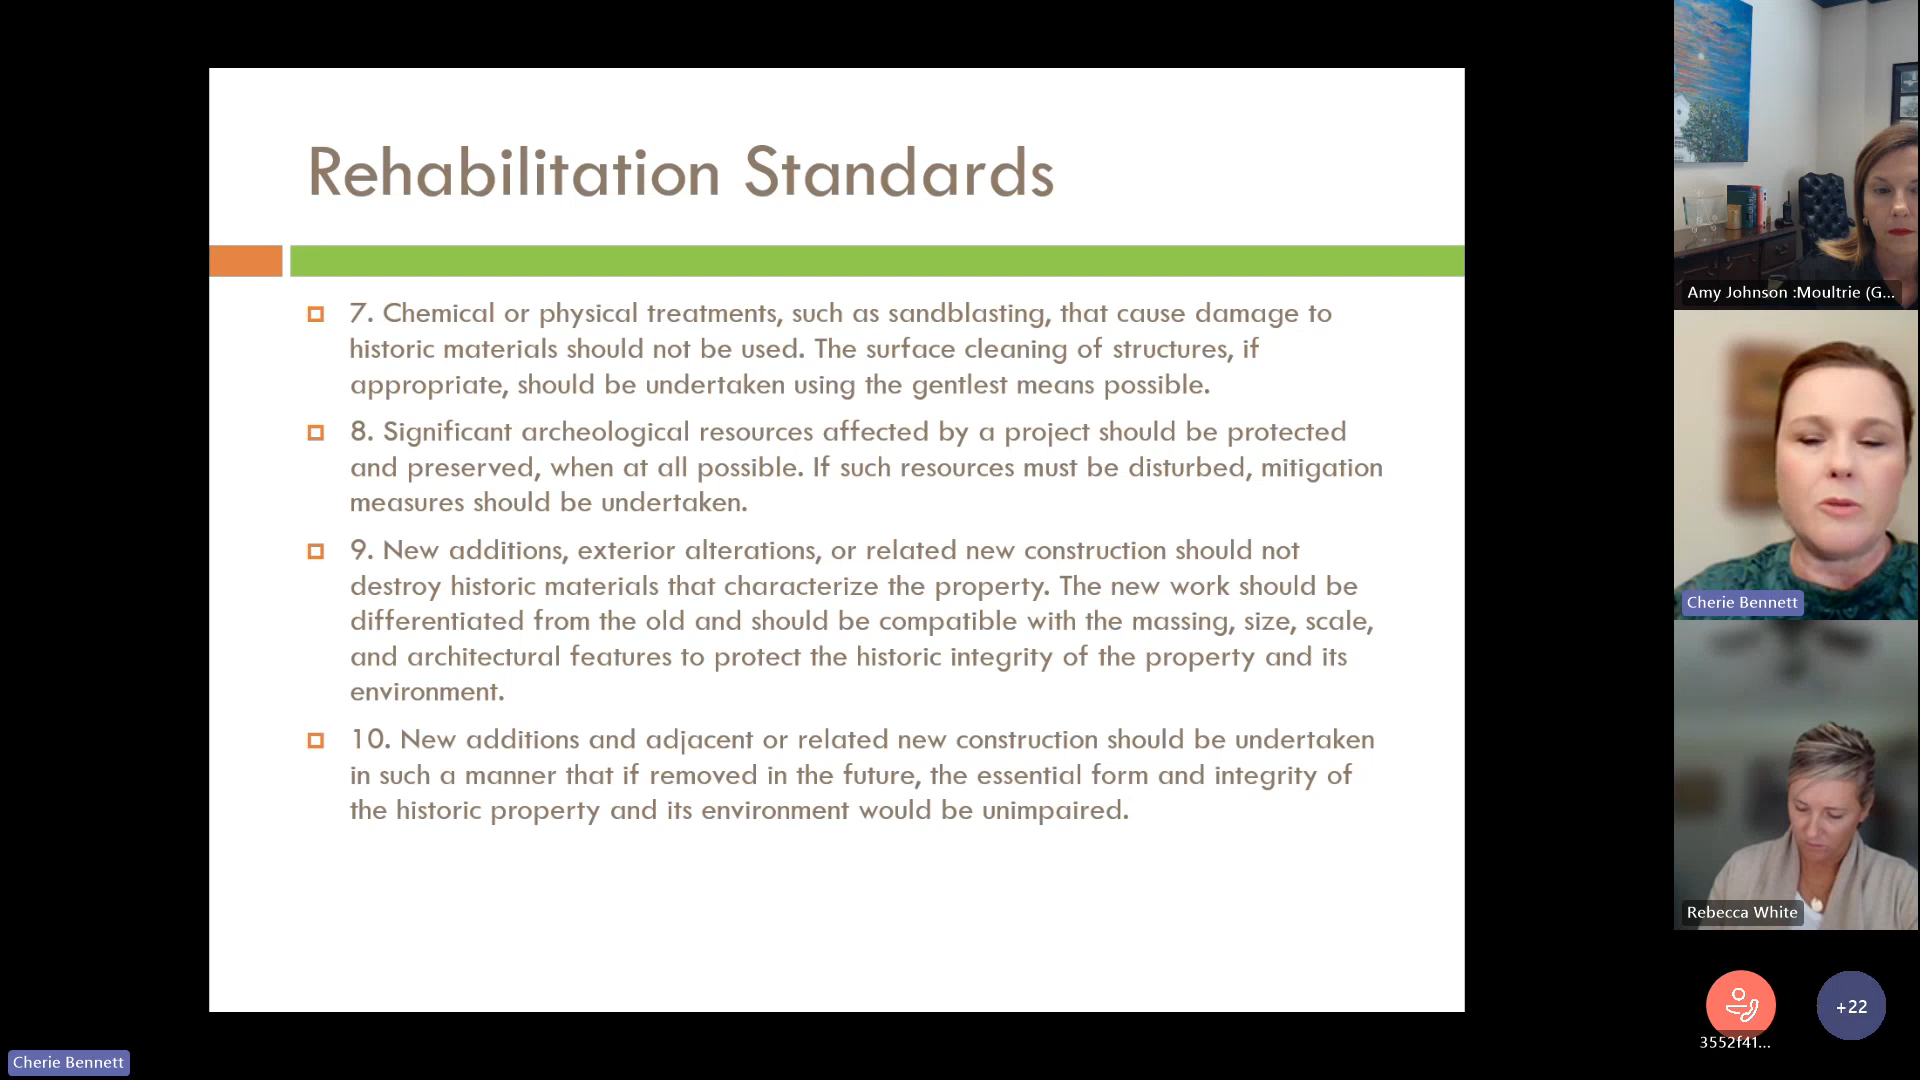 Rehabilitation Standards
7. Chemical or physical treatments, such as sandblasting, that cause damage to
historic materials should not be used. The surface cleaning of structures, if
appropriate, should be undertaken using the gentlest means possible.
8. Significant archeological resources affected by a project should be protected
and preserved, when at all possible. If such resources must be disturbed, mitigation
measures should be undertaken.
9. New additions, exterior alterations, or related new construction should not
destroy historic materials that characterize the property. The new work should be
differentiated from the old and should be compatible with the massing, size, scale,
and architectural features to protect the historic integrity of the property and its
environment.
10. New additions and adjacent or related new construction should be undertaken
in such a manner that if removed in the future, the essential form and integrity of
the historic property and its environment would be unimpaired.
Amy Johnson :Moultrie (G...
Cherie Bennett
Rebecca White
+22
3552f41...
Cherie Bennett